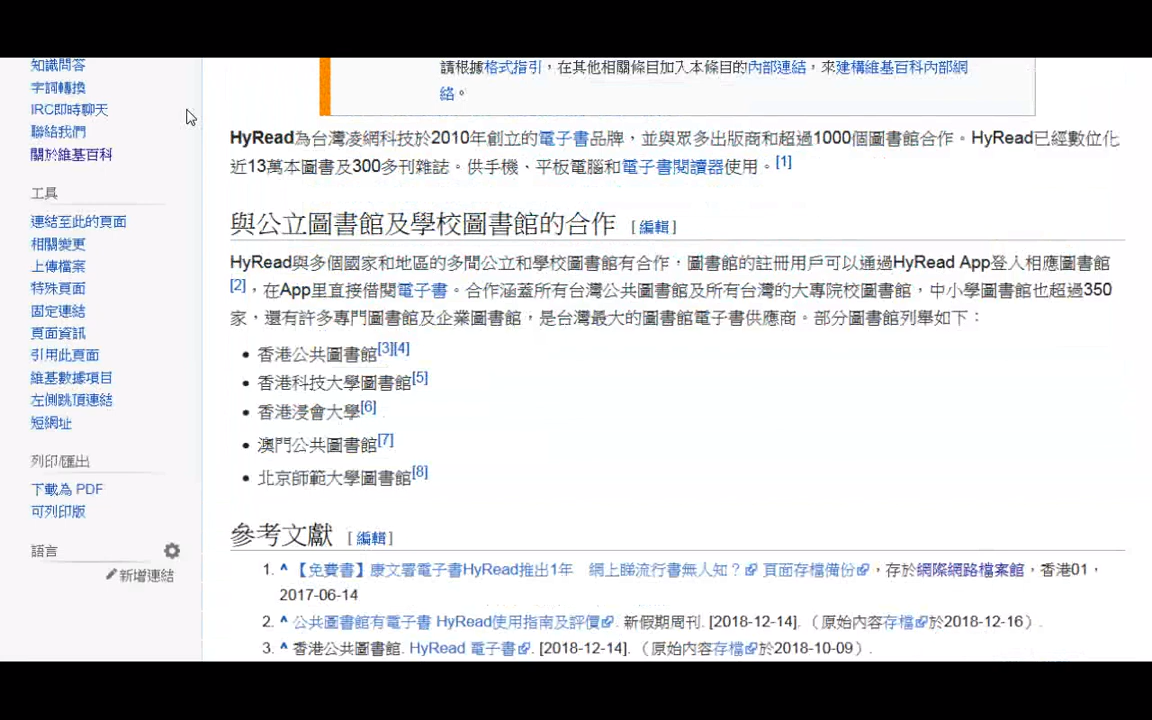 知識問答
字詞轉換
IRC即時聊天
聯絡我們
關於維基百科
工具
連結至此的頁面
相關變更
上傳檔案
特殊頁面
固定連結
頁面資訊
引用此頁面
維基數據項目
左側跳頂連結
短網址
列印/匯出
下載為 PDF
可列印版
語言
新增連結
請根據格式指引，在其他相關條目加入本條目的內部連結，來建構維基百科內部網
絡。
HyRead為台灣凌網科技於2010年創立的電子書品牌，並與眾多出版商和超過1000個圖書館合作。HyRead已經數位化
近13萬本圖書及300多刊雜誌。供手機、平板電腦和電子書閱讀器使用。[1]
與公立圖書館及學校圖書館的合作 [編輯]
HyRead與多個國家和地區的多間公立和學校圖書館有合作，圖書館的註冊用戶可以通過HyRead App登入相應圖書館
[2]，在App里直接借閱電子書。合作涵蓋所有台灣公共圖書館及所有台灣的大專院校圖書館，中小學圖書館也超過350
家，還有許多專門圖書館及企業圖書館，是台灣最大的圖書館電子書供應商。部分圖書館列舉如下：
• 香港公共圖書館[3][4]
• 香港科技大學圖書館[5]
• 香港浸會大學[6]
• 澳門公共圖書館[7]
• 北京師範大學圖書館[8]
參考文獻 [編輯]
1. ^ 【免費書】康文署電子書HyRead推出1年　網上睇流行書無人知？ 頁面存檔備份，存於網際網路檔案館，香港01，
2017-06-14
2. ^ 公共圖書館有電子書 HyRead使用指南及評價. 新假期周刊. [2018-12-14]. （原始內容存檔於2018-12-16）.
3. ^ 香港公共圖書館. HyRead 電子書. [2018-12-14]. （原始內容存檔於2018-10-09）.